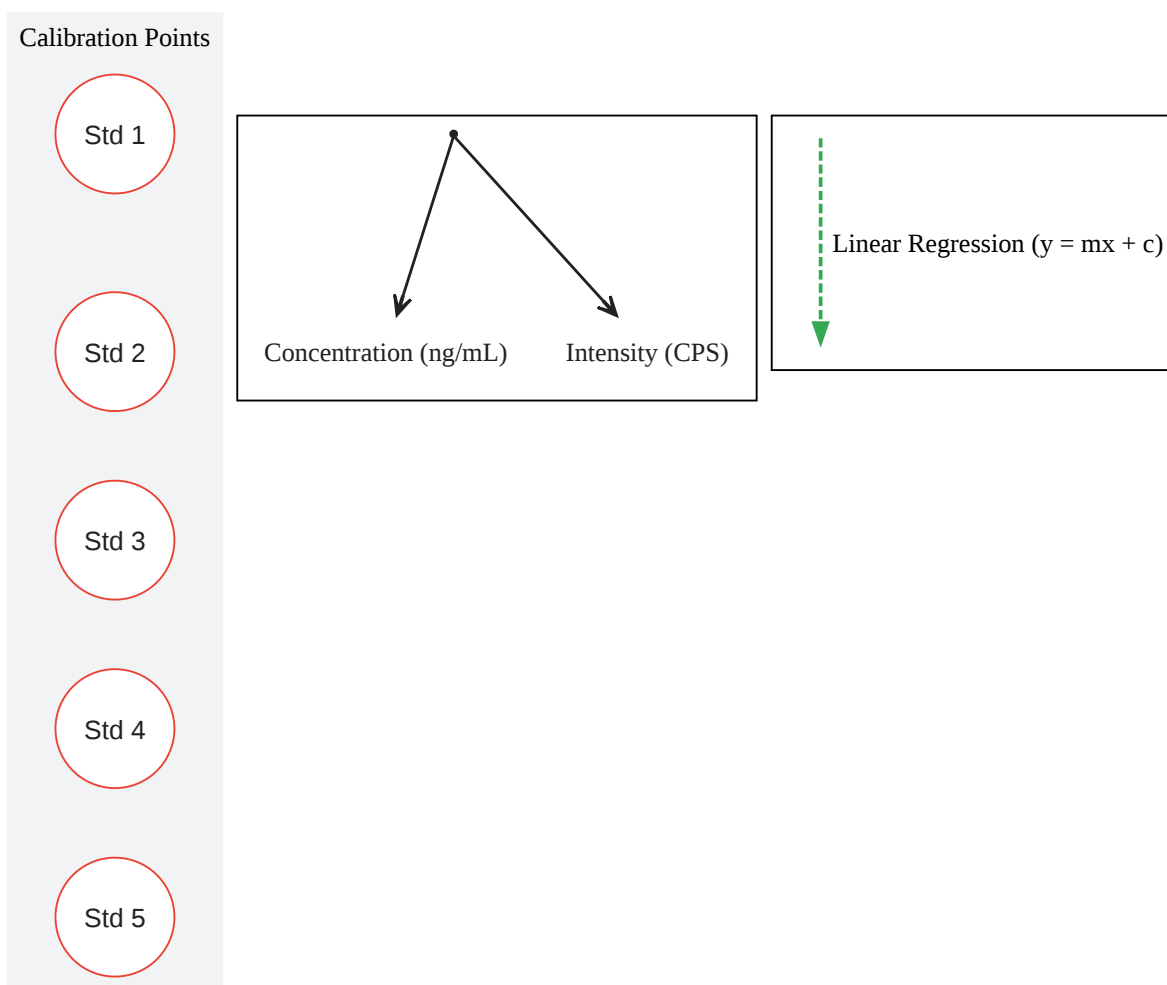 Calibration Points
Std 1
Std 2
Std 3
Std 4
Std 5
Concentration (ng/mL)
Intensity (CPS)
Linear Regression (y = mx + c)